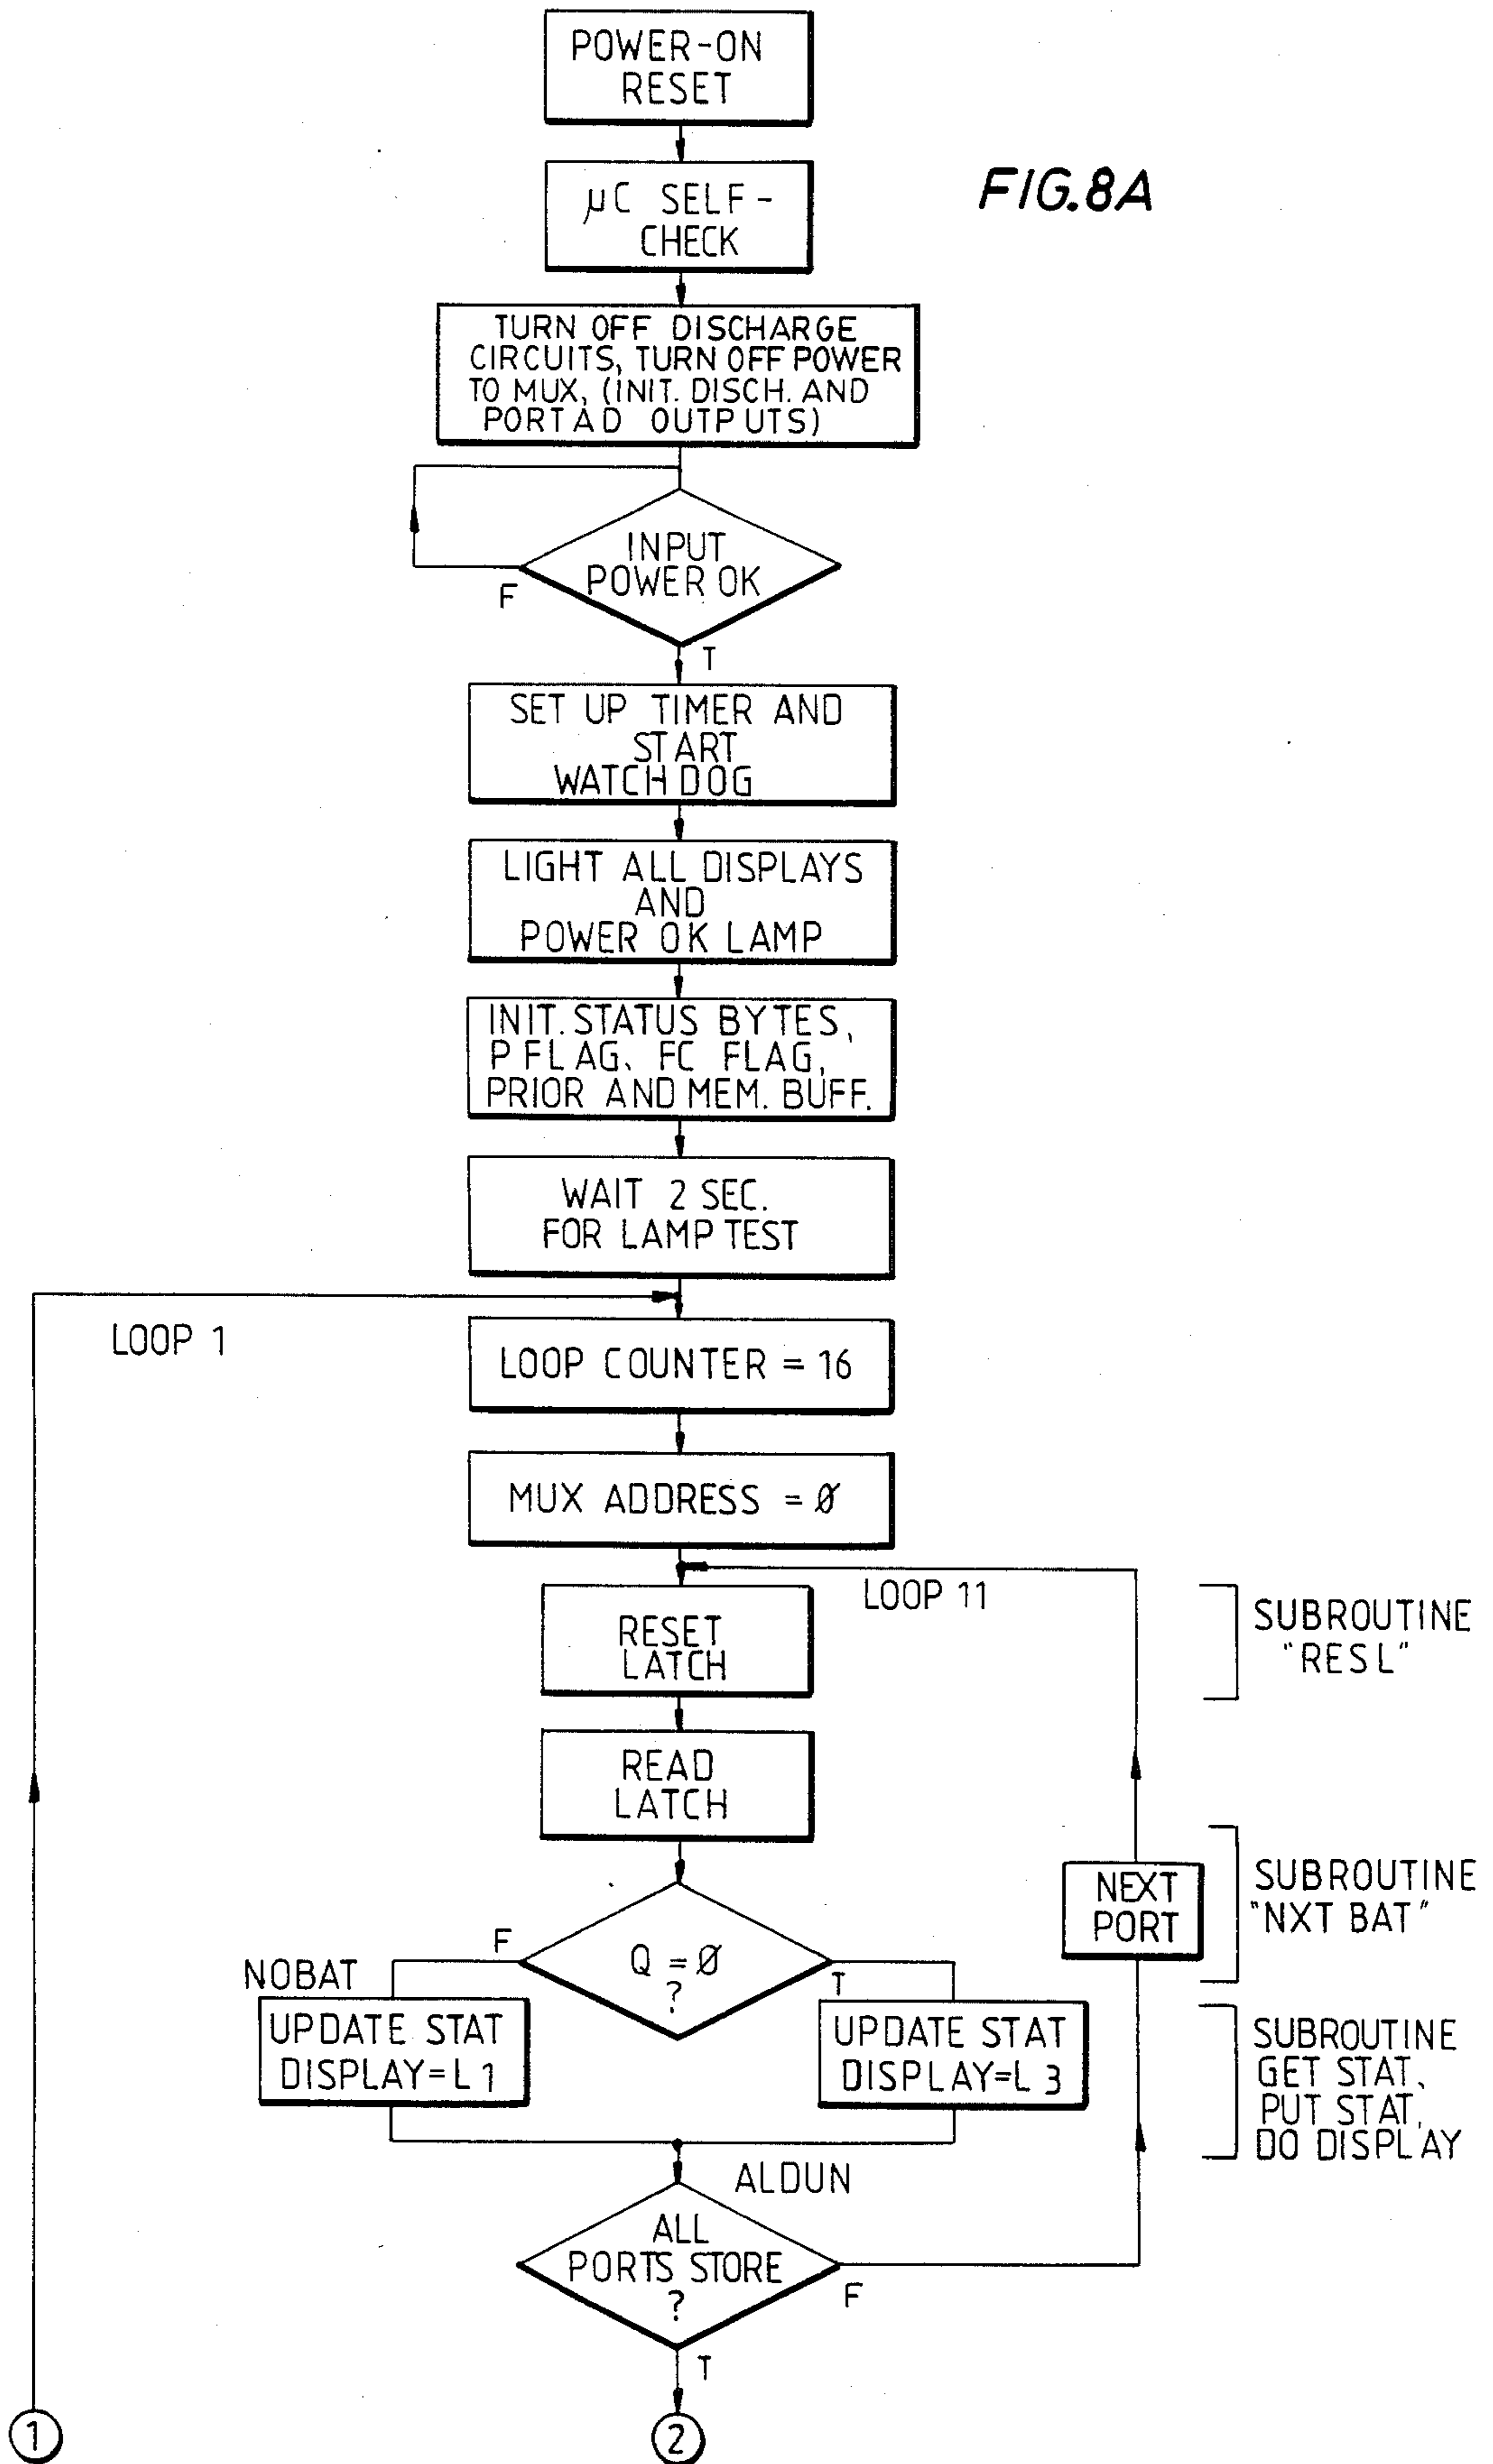 POWER-ON
RESET
FIG.8A
µC SELF-
CHECK
TURN OFF DISCHARGE
CIRCUITS, TURN OFF POWER
TO MUX, (INIT. DISCH. AND
PORTAD OUTPUTS)
INPUT
POWER OK
F
T
SET UP TIMER AND
START
WATCHDOG
LIGHT ALL DISPLAYS
AND
POWER OK LAMP
INIT. STATUS BYTES,
P FLAG, FC FLAG,
PRIOR AND MEM. BUFF.
WAIT 2 SEC.
FOR LAMP TEST
LOOP 1
LOOP COUNTER = 16
MUX ADDRESS = Ø
LOOP 11
RESET
LATCH
SUBROUTINE
"RESL"
READ
LATCH
NEXT
PORT
SUBROUTINE
"NXT BAT"
F
Q = Ø
?
T
NOBAT
UPDATE STAT
DISPLAY=L1
UPDATE STAT
DISPLAY=L3
SUBROUTINE
GET STAT,
PUT STAT,
DO DISPLAY
ALDUN
ALL
PORTS STORE
?
F
T
1
2